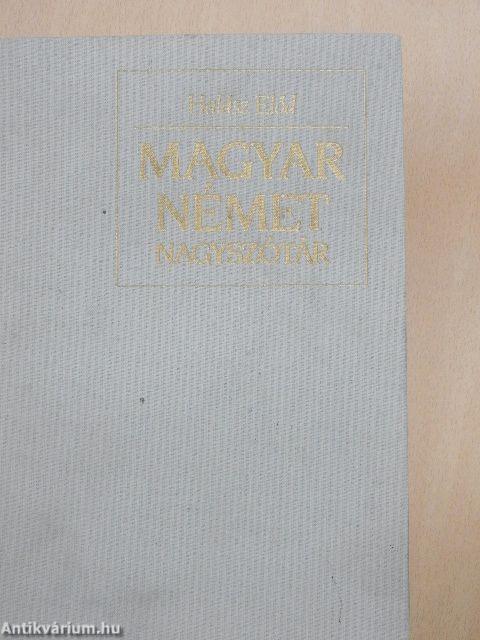 Halász Előd
MAGYAR
NÉMET
NAGYSZÓTÁR
Antikvárium.hu